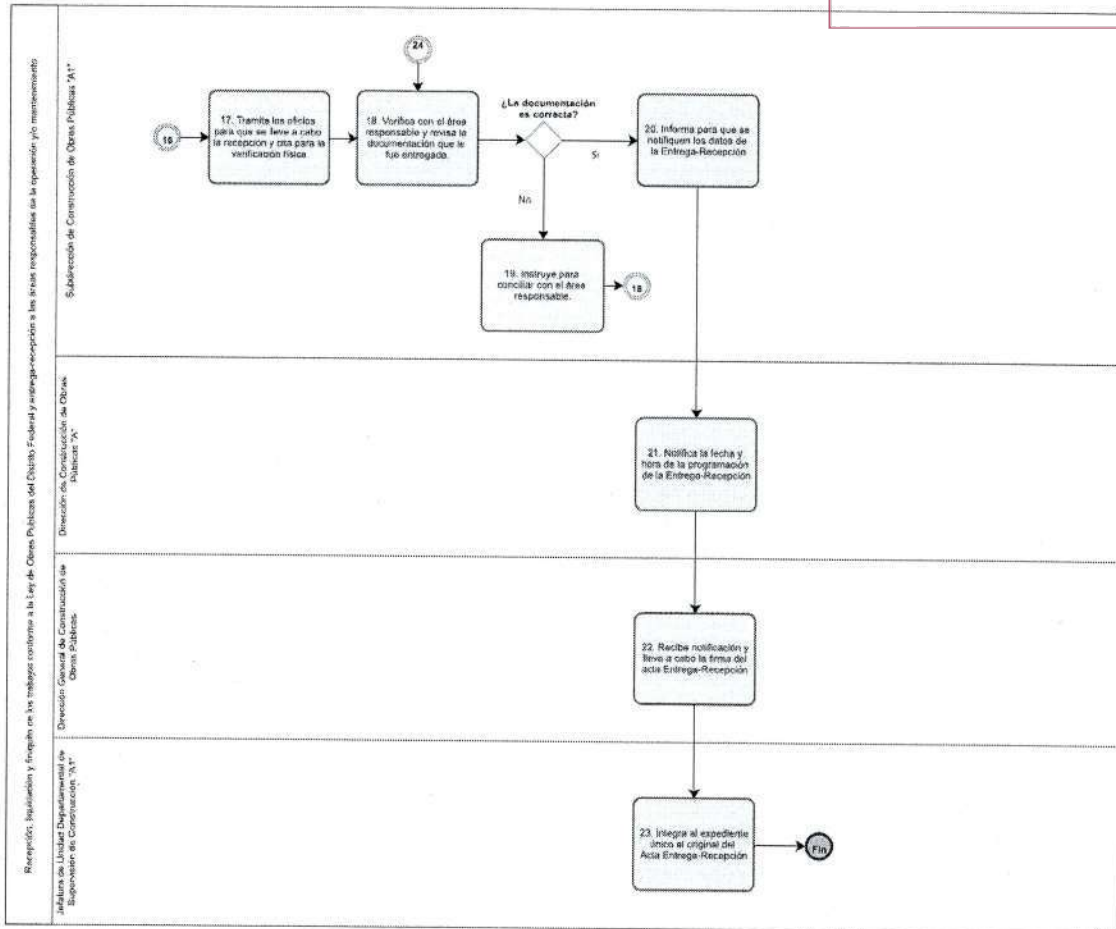 Recepción, liquidación y finiquito de los trabajos conforme a la Ley de Obras Públicas del Distrito Federal y entrega-recepción a las áreas responsables de la operación y/o mantenimiento
Subdirección de Construcción de Obras Públicas "A1"
16
17. Tramita los oficios
para que se lleve a cabo
la recepción y cita para la
verificación física.
24
18. Verifica con el área
responsable y revisa la
documentación que le
fue entregada.
¿La documentación
es correcta?
Si
No
19. Instruye para
conciliar con el área
responsable.
18
20. Informa para que se
notifiquen los datos de
la Entrega-Recepción
Dirección de Construcción de Obras
Públicas "A"
21. Notifica la fecha y
hora de la programación
de la Entrega-Recepción
Dirección General de Construcción de
Obras Públicas
22. Recibe notificación y
lleva a cabo la firma del
acta Entrega-Recepción
Jefatura de Unidad Departamental de
Supervisión de Construcción "A1"
23. Integra al expediente
único el original del
Acta Entrega-Recepción
Fin